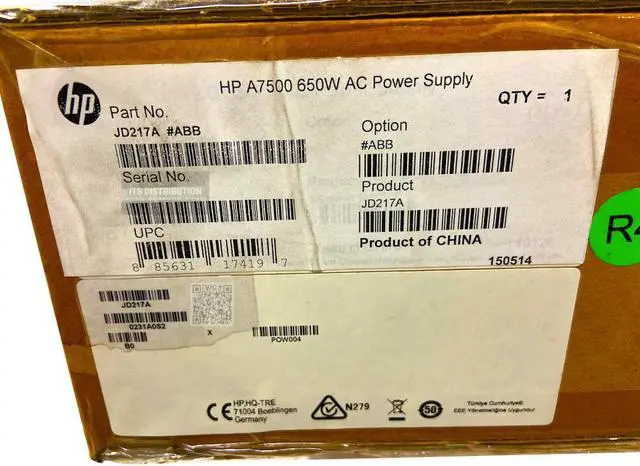 hp
HP A7500 650W AC Power Supply
QTY = 1
Part No.
JD217A #ABB
Serial No.
ITS DISTRIBUTION
UPC
8 85631 17419 7
Option
#ABB
Product
JD217A
Product of CHINA
150514
R4
JD217A
0231A0S2
X
B0
POW004
HP,HQ-TRE
71004 Boeblingen
Germany
N279
50
Türkiye Cumhuriyeti:
EEE Yönetmeliğine Uygundur